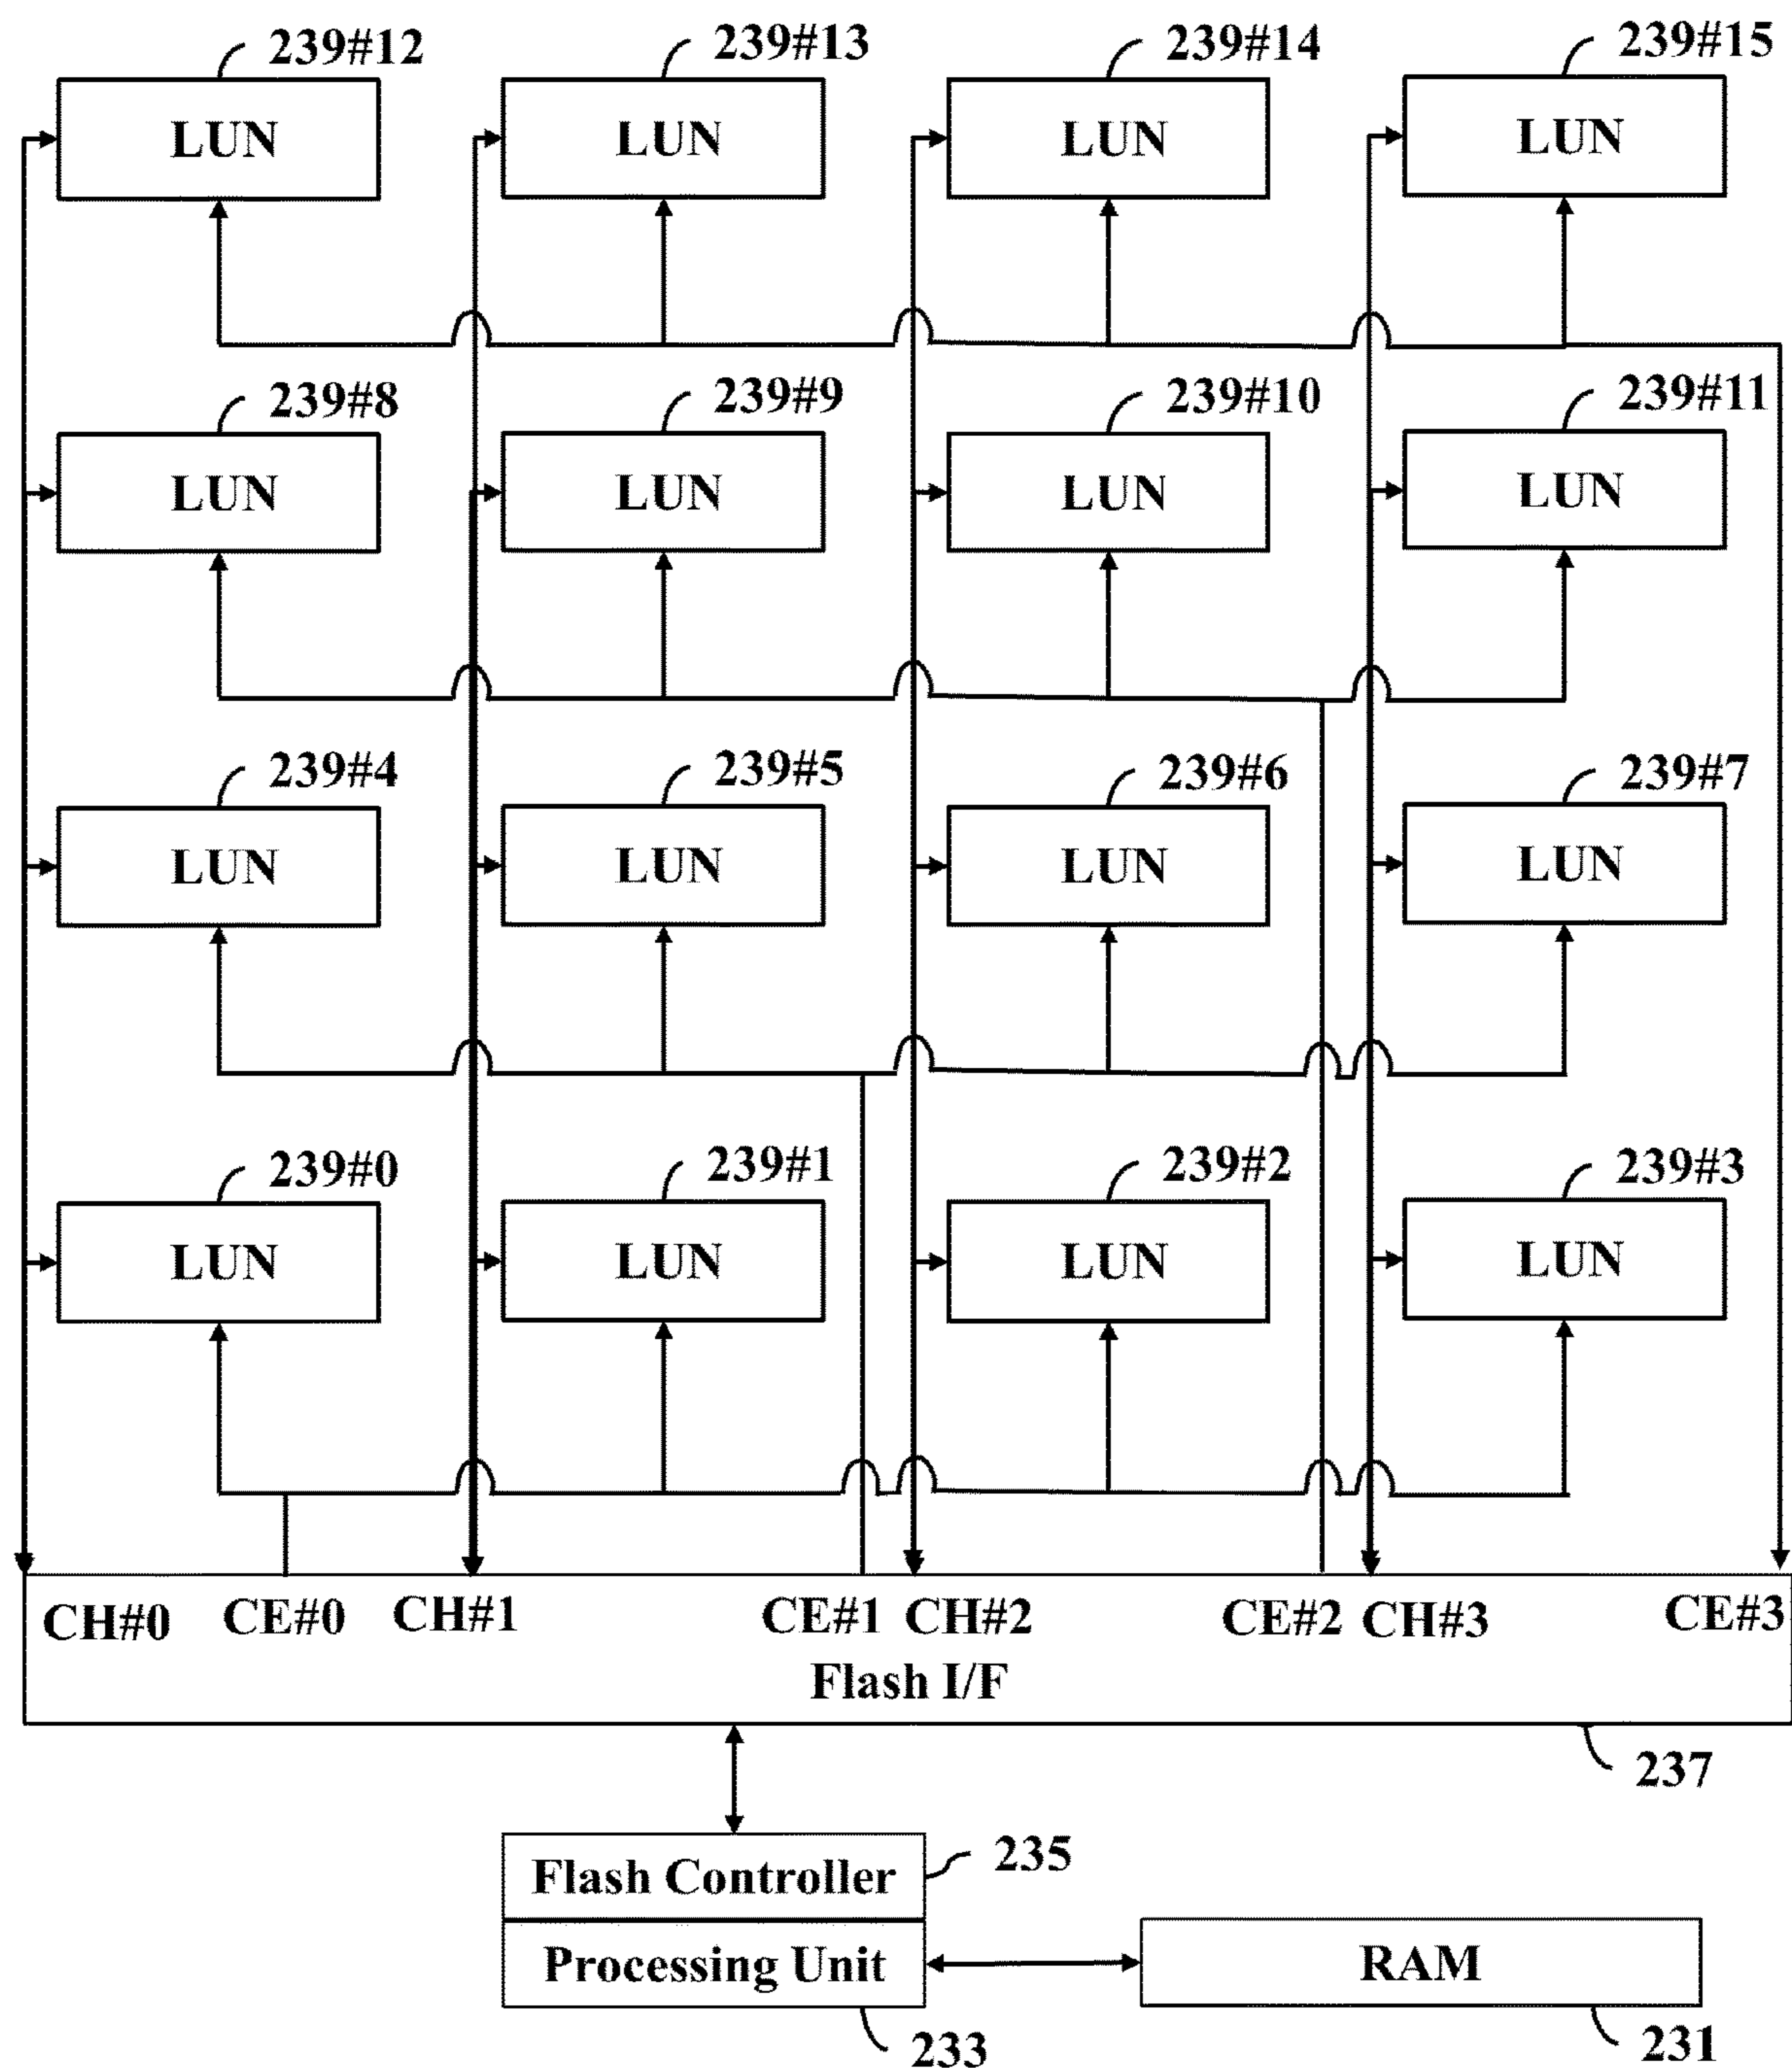 239#12 239#13 239#14 239#15
LUN LUN LUN LUN
239#8 239#9 239#10 239#11
LUN LUN LUN LUN
239#4 239#5 239#6 239#7
LUN LUN LUN LUN
239#0 239#1 239#2 239#3
LUN LUN LUN LUN
CH#0 CE#0 CH#1 CE#1 CH#2 CE#2 CH#3 CE#3
Flash I/F
237
Flash Controller 235
Processing Unit RAM
233 231